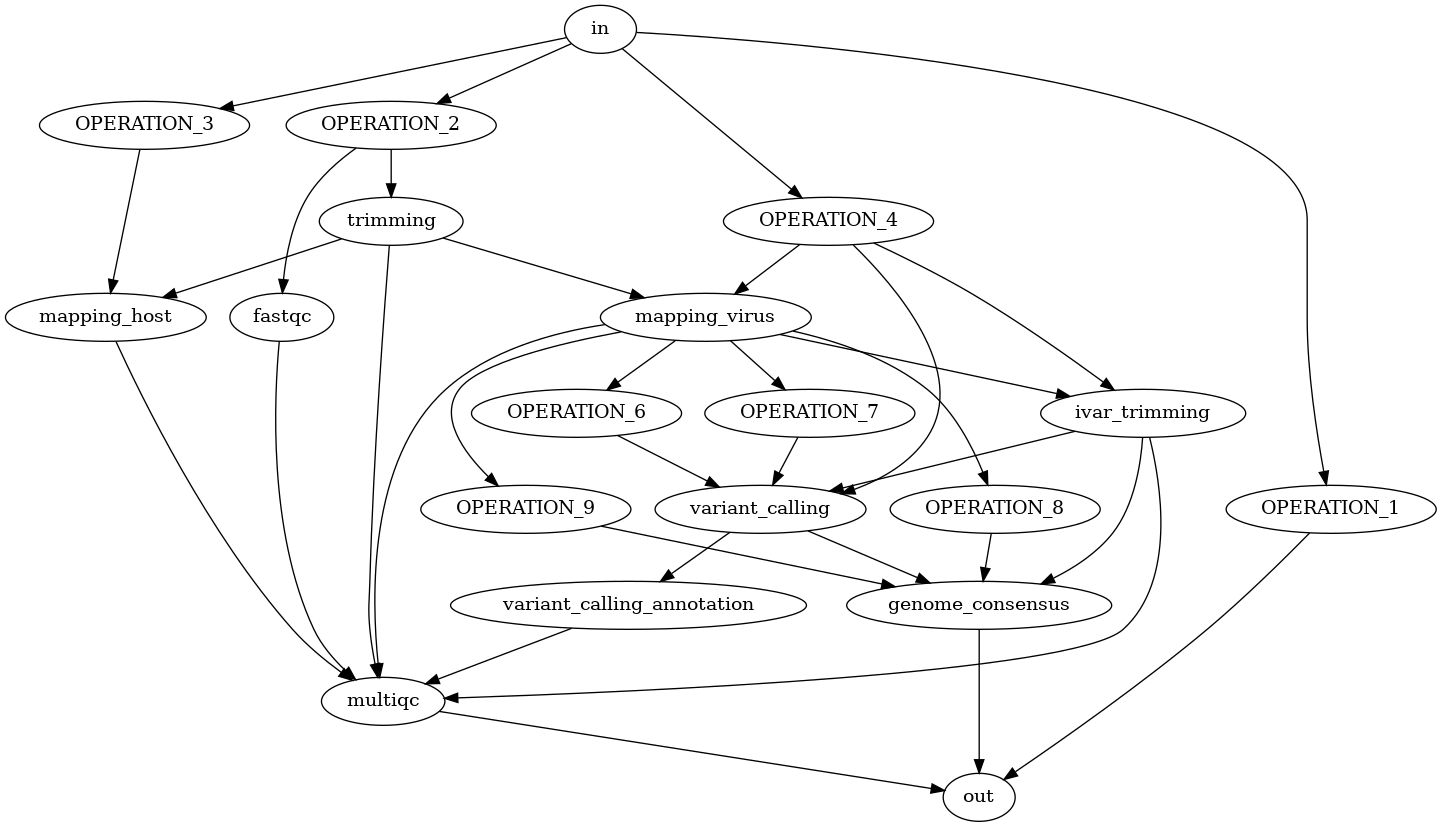 in
OPERATION_3
OPERATION_2
trimming
OPERATION_4
mapping_host
fastqc
mapping_virus
OPERATION_6
OPERATION_7
ivar_trimming
OPERATION_9
variant_calling
OPERATION_8
OPERATION_1
variant_calling_annotation
genome_consensus
multiqc
out